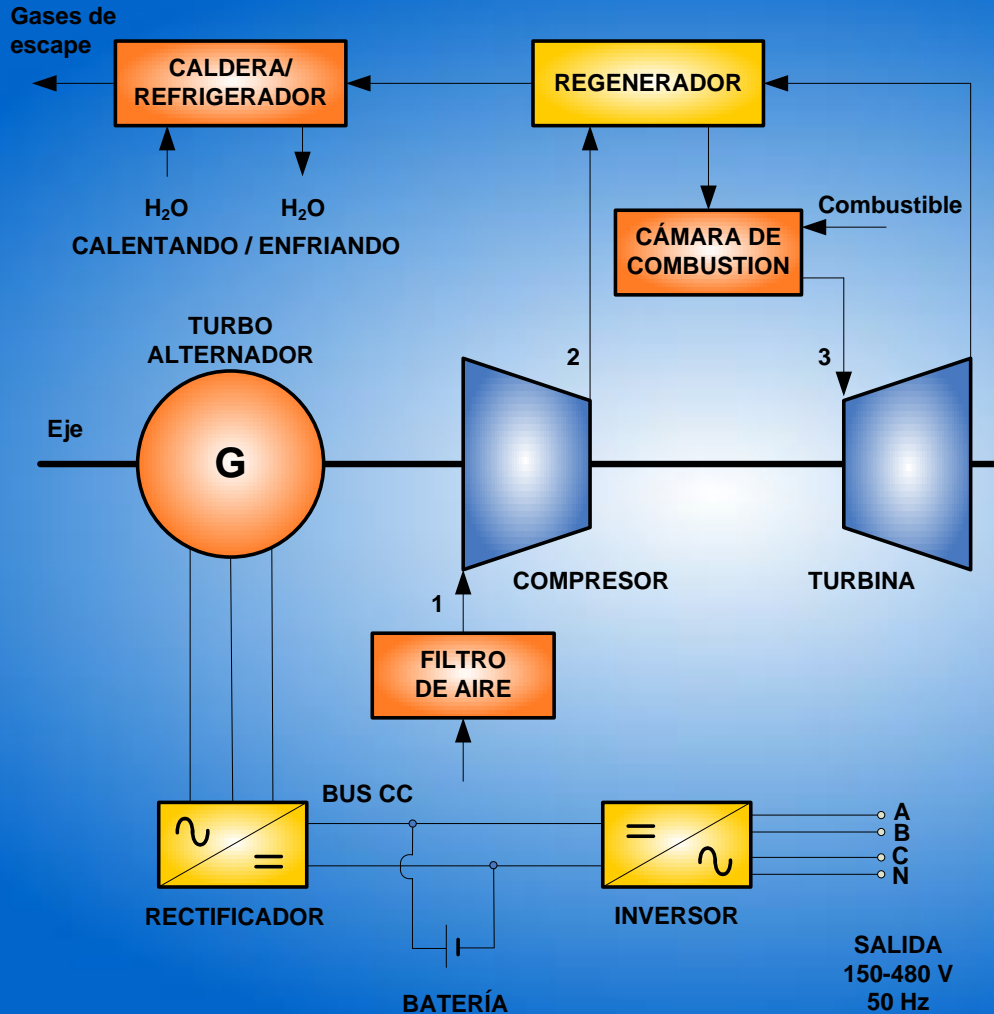 Gases de
escape
CALDERA/
REFRIGERADOR
REGENERADOR
H₂O
H₂O
CALENTANDO / ENFRIANDO
Combustible
CÁMARA DE
COMBUSTION
TURBO
ALTERNADOR
2
3
Eje
G
COMPRESOR
TURBINA
1
FILTRO
DE AIRE
BUS CC
A
B
C
N
RECTIFICADOR
INVERSOR
BATERÍA
SALIDA
150-480 V
50 Hz